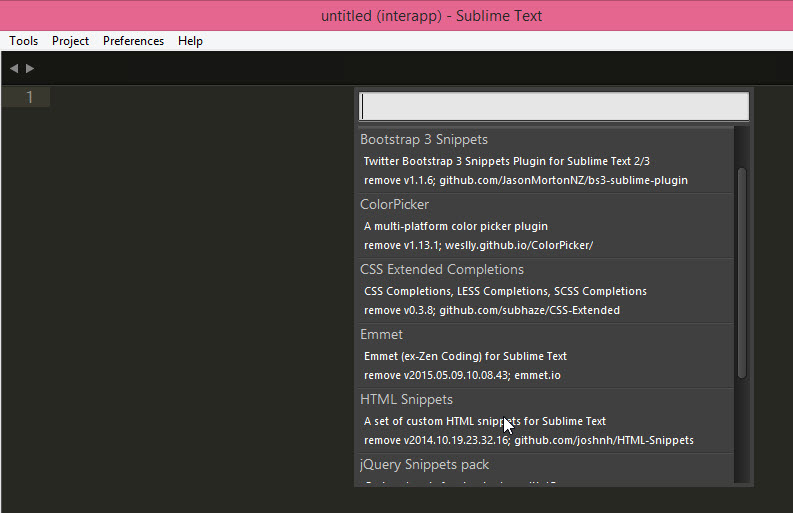 untitled (interapp) - Sublime Text
Tools Project Preferences Help
1
Bootstrap 3 Snippets
Twitter Bootstrap 3 Snippets Plugin for Sublime Text 2/3
remove v1.1.6; github.com/JasonMortonNZ/bs3-sublime-plugin
ColorPicker
A multi-platform color picker plugin
remove v1.13.1; weslly.github.io/ColorPicker/
CSS Extended Completions
CSS Completions, LESS Completions, SCSS Completions
remove v0.3.8; github.com/subhaze/CSS-Extended
Emmet
Emmet (ex-Zen Coding) for Sublime Text
remove v2015.05.09.10.08.43; emmet.io
HTML Snippets
A set of custom HTML snippets for Sublime Text
remove v2014.10.19.23.32.16; github.com/joshnh/HTML-Snippets
jQuery Snippets pack